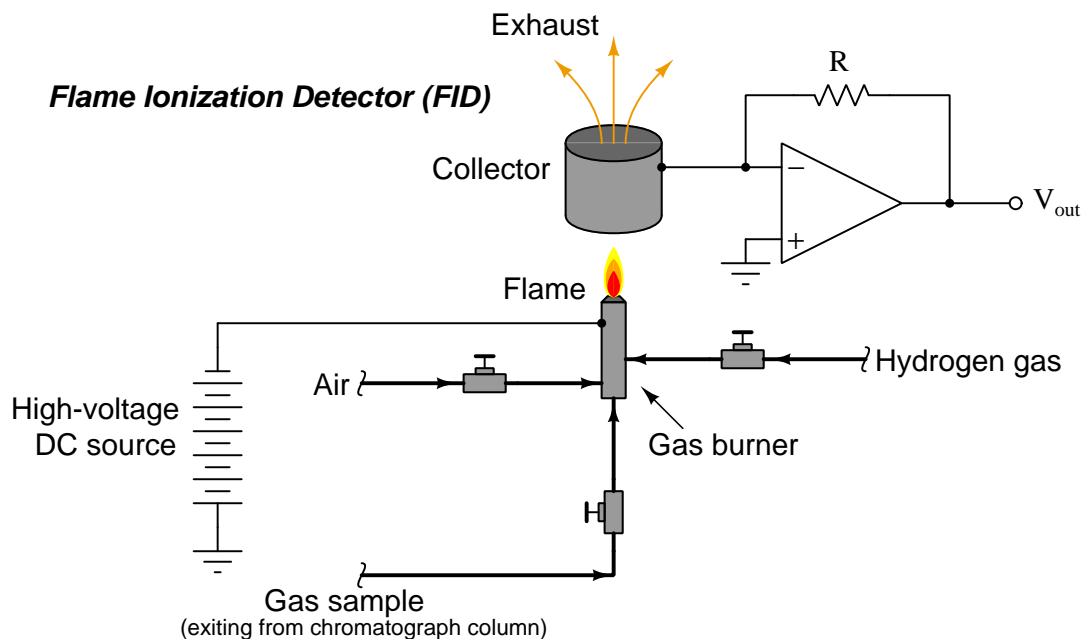 Exhaust
R
Flame Ionization Detector (FID)
Collector
−
+
Vout
Flame
Hydrogen gas
Air
High-voltage
DC source
Gas burner
Gas sample
(exiting from chromatograph column)